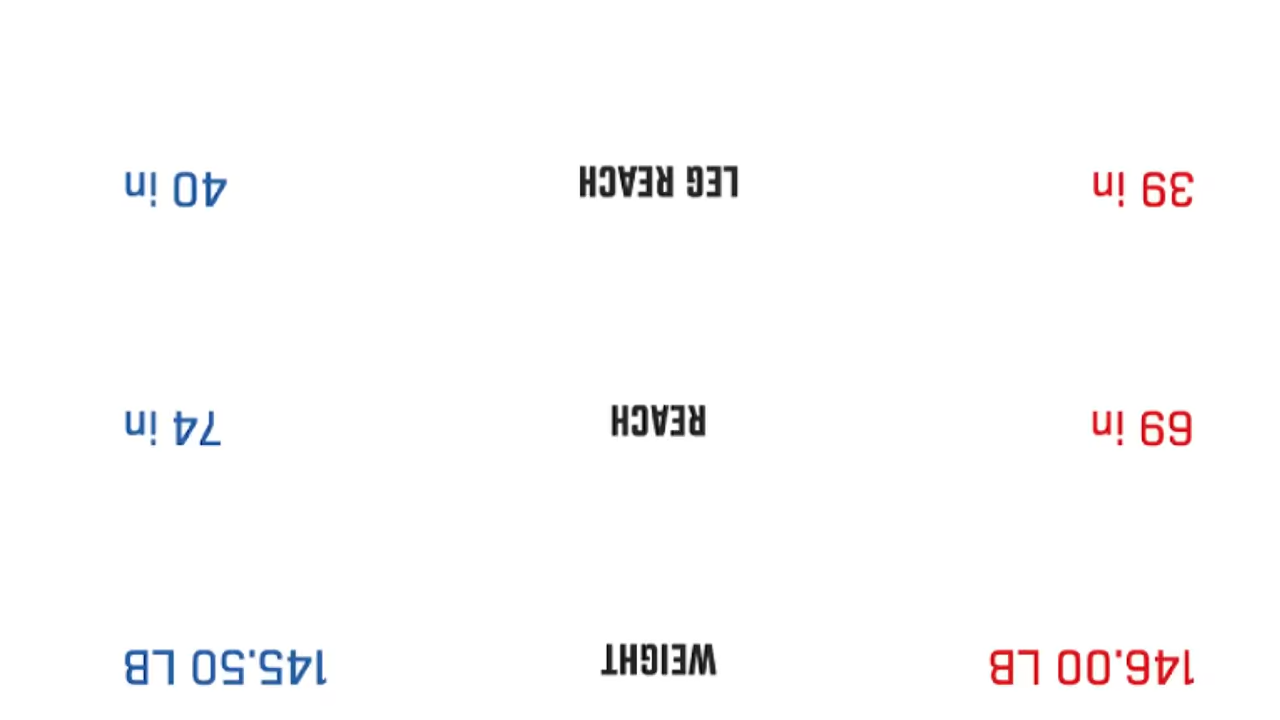 146.00 LB WEIGHT 145.50 LB
69 in REACH 74 in
39 in LEG REACH 40 in